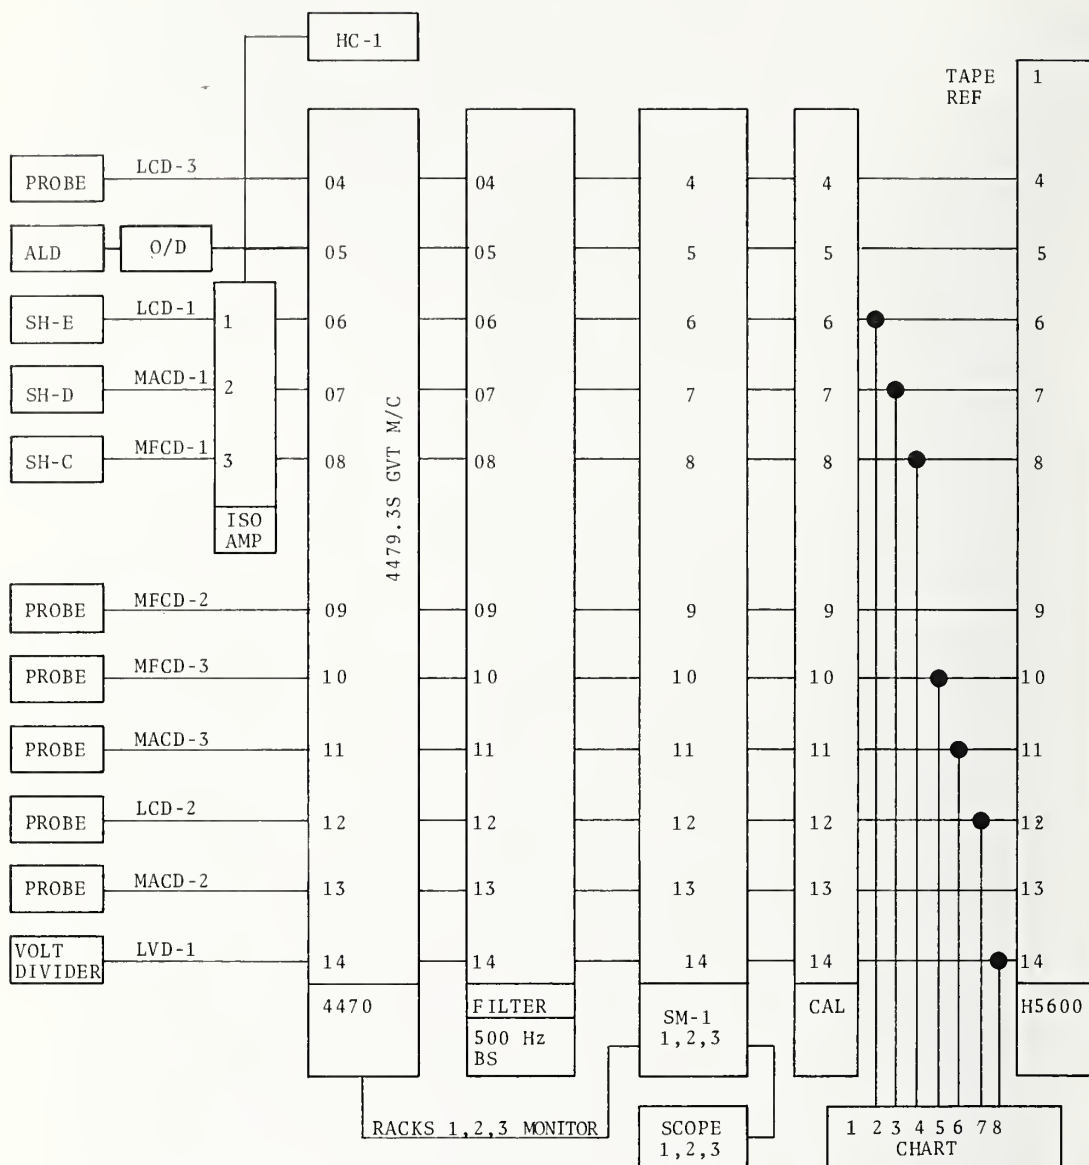 HC-1
TAPE 1
REF
PROBE LCD-3 04 04 4 4 4
ALD O/D 05 05 5 5 5
SH-E LCD-1 1 06 06 6 6 6
SH-D MACD-1 2 07 07 7 7 7
SH-C MFCD-1 3 08 08 8 8 8
ISO
AMP
4479.3S GVT M/C
PROBE MFCD-2 09 09 9 9 9
PROBE MFCD-3 10 10 10 10 10
PROBE MACD-3 11 11 11 11 11
PROBE LCD-2 12 12 12 12 12
PROBE MACD-2 13 13 13 13 13
VOLT
DIVIDER LVD-1 14 14 14 14 14
4470 FILTER SM-1 CAL H5600
500 Hz 1,2,3
BS
RACKS 1,2,3 MONITOR SCOPE
1,2,3
1 2 3 4 5 6 7 8
CHART